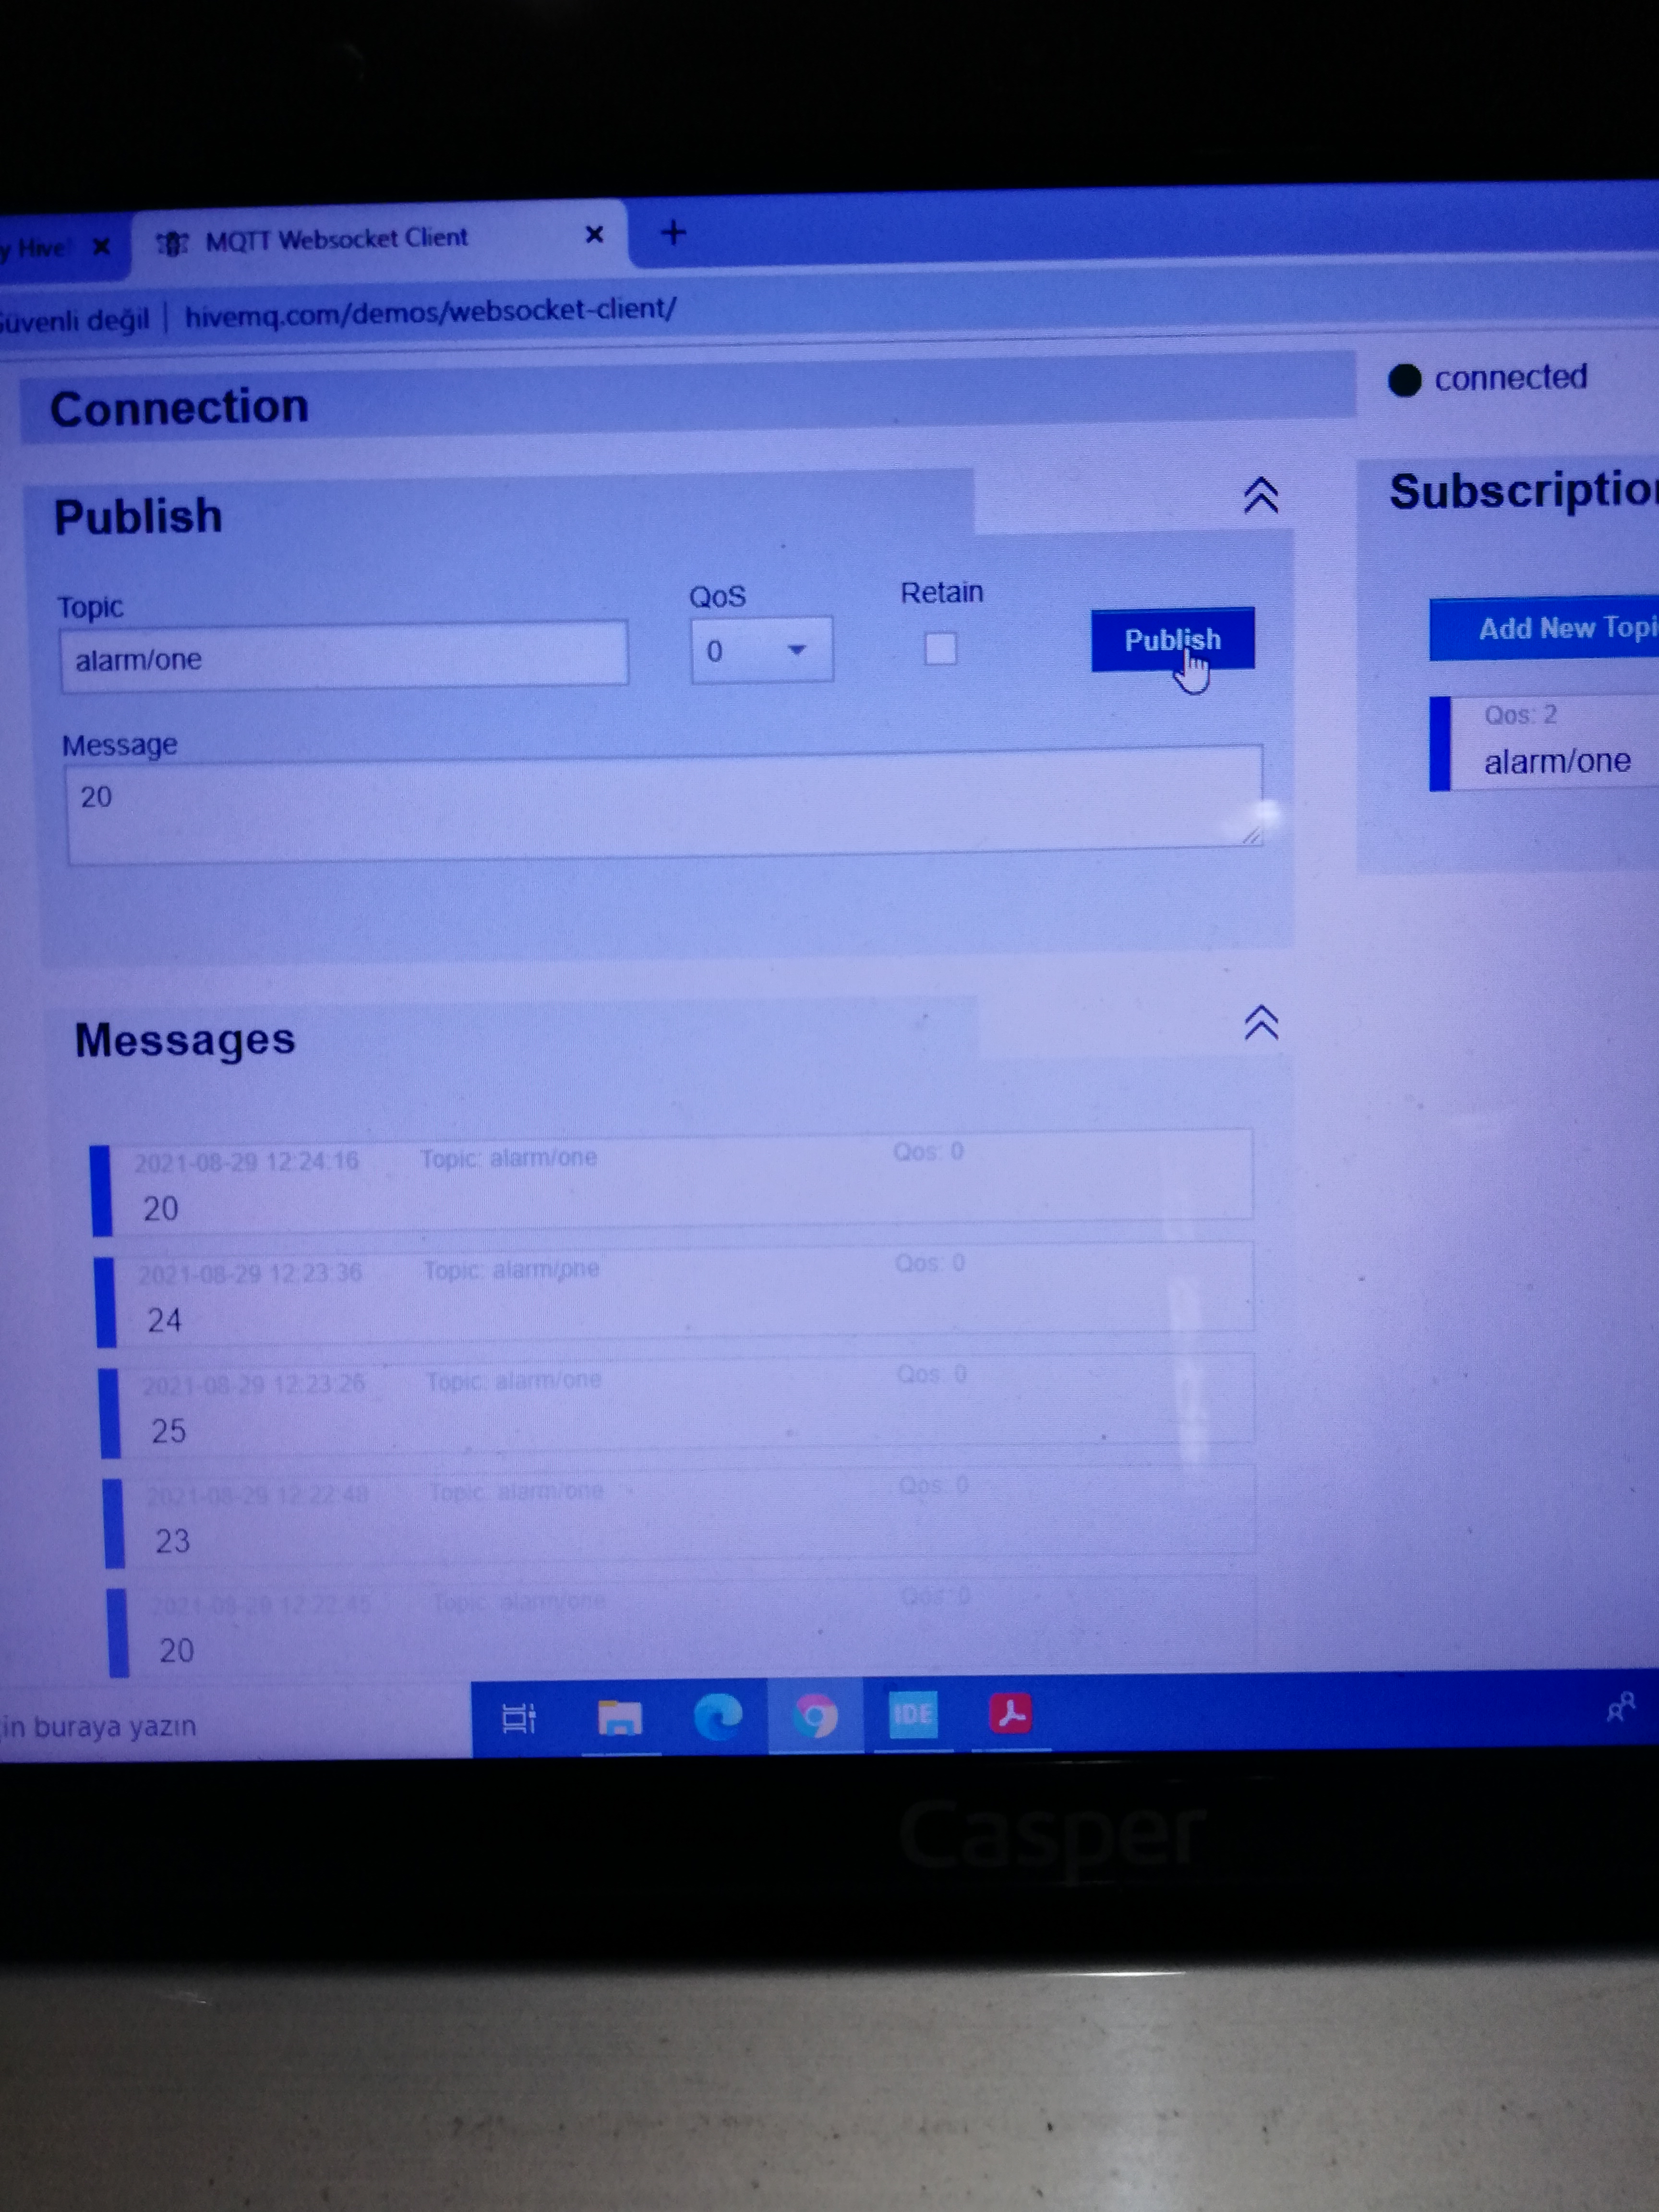 y Hive
MQTT Websocket Client
Güvenli değil | hivemq.com/demos/websocket-client/
Connection
connected
Publish
Subscriptio
Topic
QoS
Retain
alarm/one
0
Publish
Add New Topi
Message
20
Qos: 2
alarm/one
Messages
2021-08-29 12:24:16 Topic: alarm/one Qos: 0
20
2021-08-29 12:23:36 Topic: alarm/one Qos: 0
24
2021-08-29 12:23:26 Topic: alarm/one Qos: 0
25
2021-08-29 12:22:48 Topic: alarm/one Qos: 0
23
2021-08-29 12:22:45 Topic: alarm/one Qos: 0
20
in buraya yazın
IDE
Casper